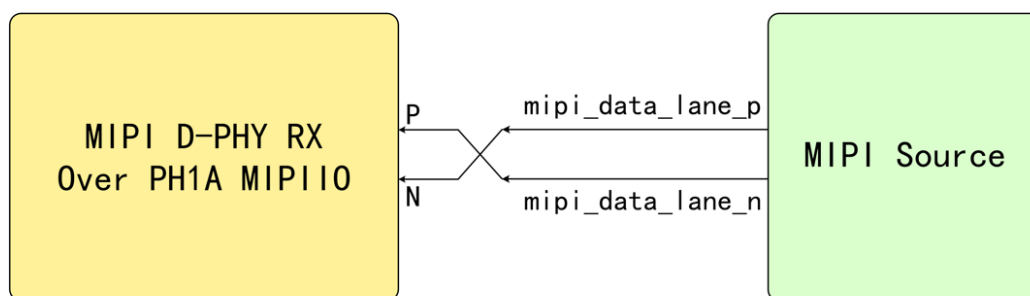 MIPI D-PHY RX
Over PH1A MIPIIO
P
N
mipi_data_lane_p
mipi_data_lane_n
MIPI Source